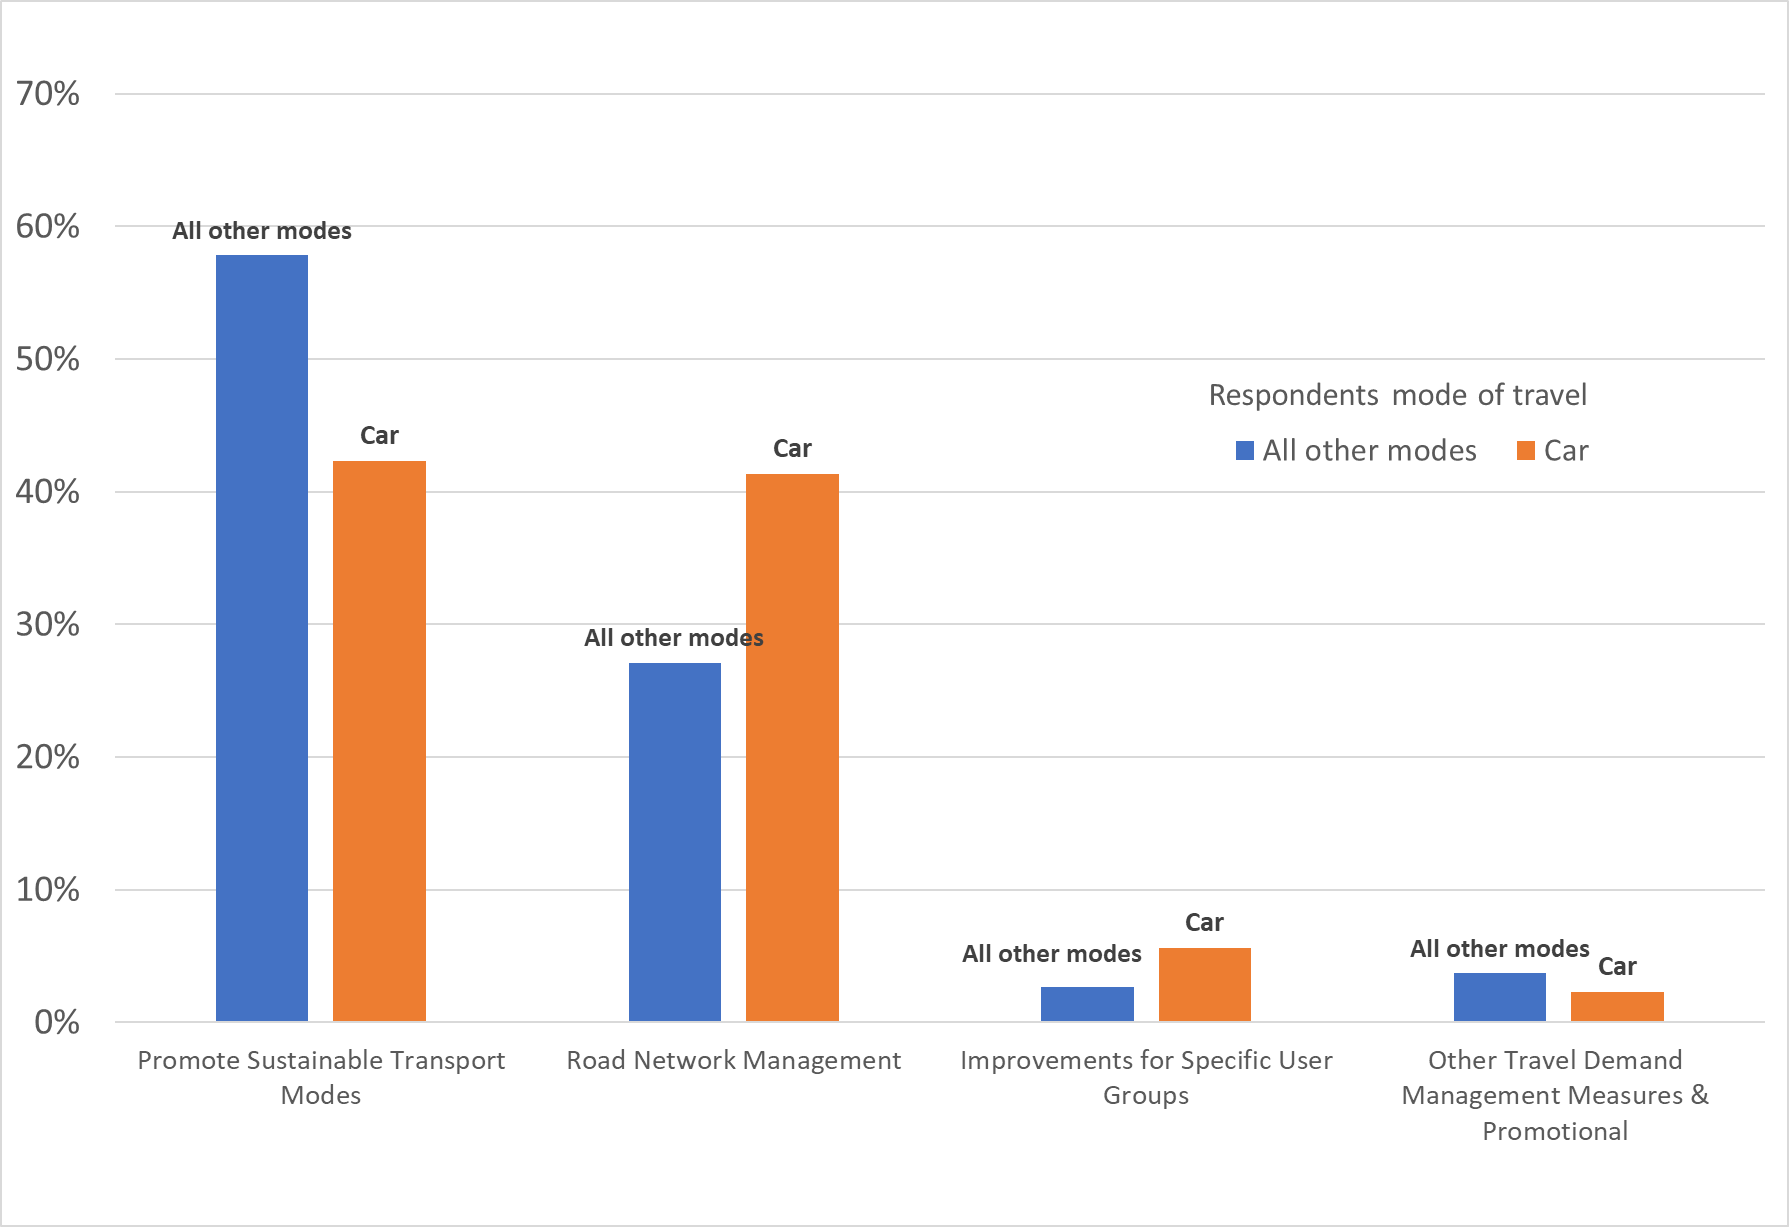 70%
60%
50%
40%
30%
20%
10%
0%
All other modes
Car
All other modes
Car
All other modes
Car
All other modes
Car
Respondents mode of travel
All other modes
Car
Promote Sustainable Transport
Modes
Road Network Management
Improvements for Specific User
Groups
Other Travel Demand
Management Measures &
Promotional